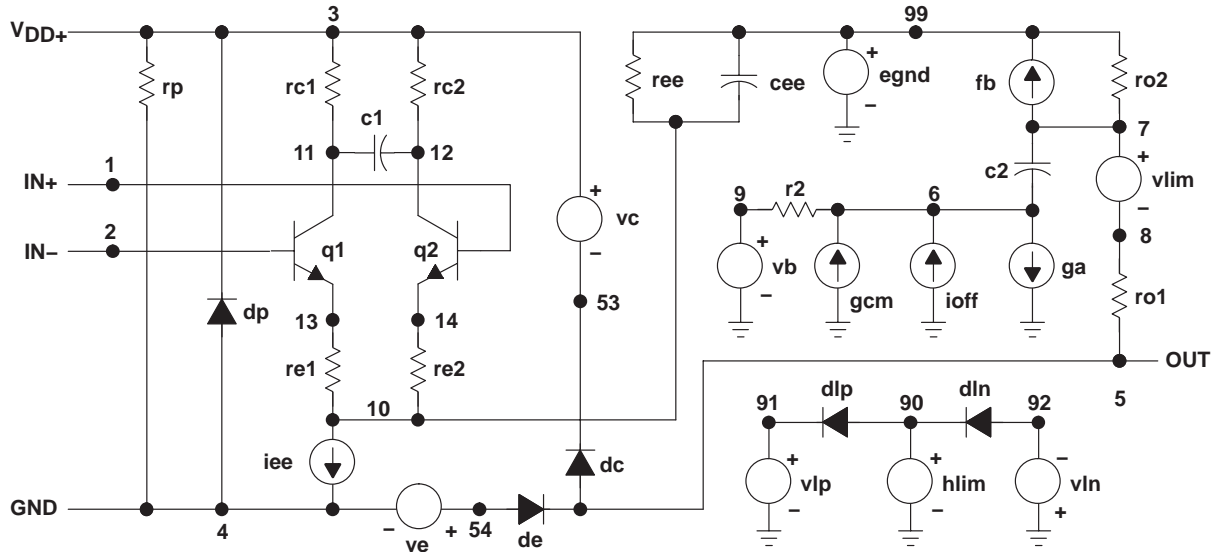 3
99
VDD+
rp
rc1
rc2
ree
cee
+
egnd
−
fb
ro2
c1
7
11
12
1
c2
+
vlim
−
IN+
9
r2
6
+
vc
−
8
2
IN−
q1
q2
+
vb
−
gcm
ioff
ga
53
ro1
dp
13
14
OUT
re1
re2
dlp
dln
5
91
90
92
10
iee
dc
+
vlp
−
+
hlim
−
−
vln
+
GND
4
−
ve
+
54
de